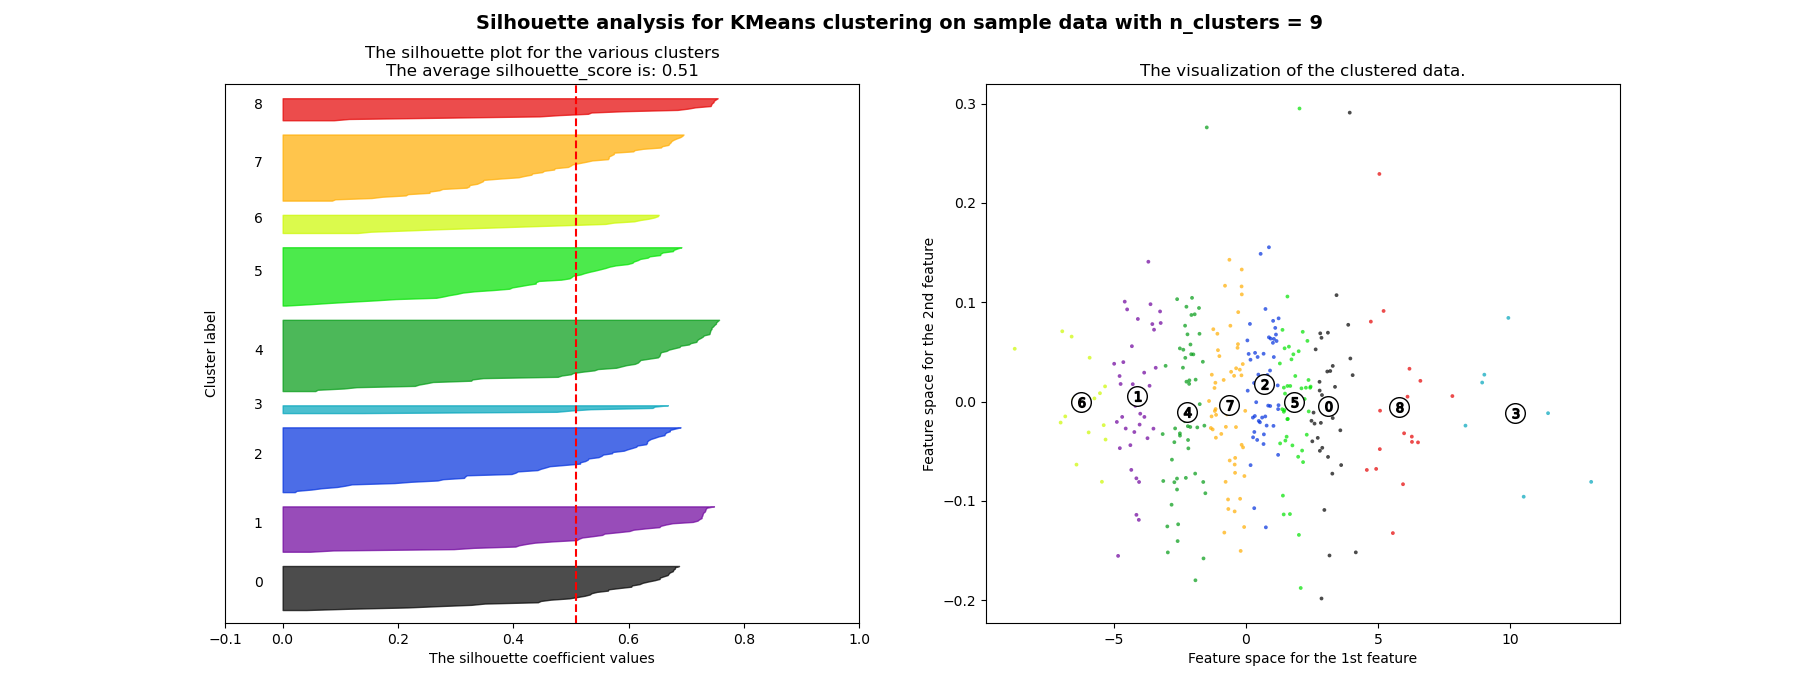 Silhouette analysis for KMeans clustering on sample data with n_clusters = 9
The silhouette plot for the various clusters
The average silhouette_score is: 0.51
Cluster label
8
7
6
5
4
3
2
1
0
−0.1 0.0 0.2 0.4 0.6 0.8 1.0
The silhouette coefficient values
The visualization of the clustered data.
Feature space for the 2nd feature
0.3
0.2
0.1
0.0
−0.1
−0.2
6 1 4 7 2 5 0 8 3
−5 0 5 10
Feature space for the 1st feature